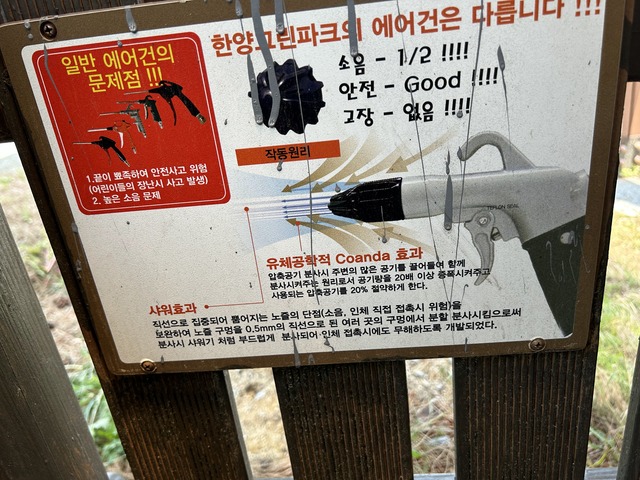 한양그린파크의 에어건은 다릅니다 !!!
일반 에어건의
문제점 !!!
소음 - 1/2 !!!!
안전 - Good !!!!
고장 - 없음 !!!!
1.끝이 뾰족하여 안전사고 위험
(어린이들의 장난시 사고 발생)
2. 높은 소음 문제
작동원리
TEFLON SEAL
유체공학적 Coanda 효과
압축공기 분사시 주변의 많은 공기를 끌어들여 함께
분사시켜주는 원리로서 공기량을 20배 이상 증폭시켜주고
사용되는 압축공기를 20% 절약하게 한다.
샤워효과
직선으로 집중되어 뿜어지는 노즐의 단점(소음, 인체 직접 접촉시 위험)을
보완하여 노즐 구멍을 0.5mm의 직선으로 된 여러 곳의 구멍에서 분할 분사시킴으로써
분사시 샤워기 처럼 부드럽게 분사되어 인체 접촉시에도 무해하도록 개발되었다.